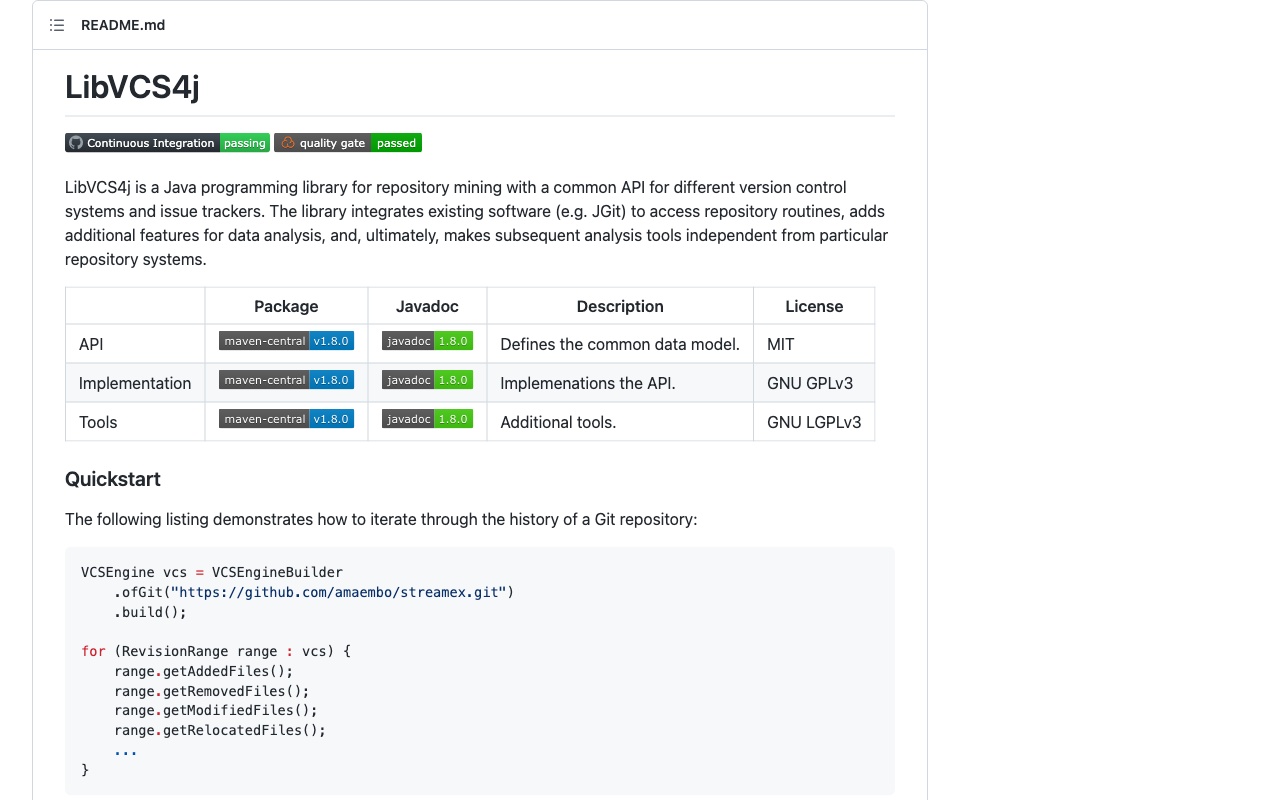 README.md
LibVCS4j
Continuous Integration passing quality gate passed
LibVCS4j is a Java programming library for repository mining with a common API for different version control
systems and issue trackers. The library integrates existing software (e.g. JGit) to access repository routines, adds
additional features for data analysis, and, ultimately, makes subsequent analysis tools independent from particular
repository systems.
Package Javadoc Description License
API maven-central v1.8.0 javadoc 1.8.0 Defines the common data model. MIT
Implementation maven-central v1.8.0 javadoc 1.8.0 Implemenations the API. GNU GPLv3
Tools maven-central v1.8.0 javadoc 1.8.0 Additional tools. GNU LGPLv3
Quickstart
The following listing demonstrates how to iterate through the history of a Git repository:
VCSEngine vcs = VCSEngineBuilder
    .ofGit("https://github.com/amaembo/streamex.git")
    .build();
for (RevisionRange range : vcs) {
    range.getAddedFiles();
    range.getRemovedFiles();
    range.getModifiedFiles();
    range.getRelocatedFiles();
    ...
}